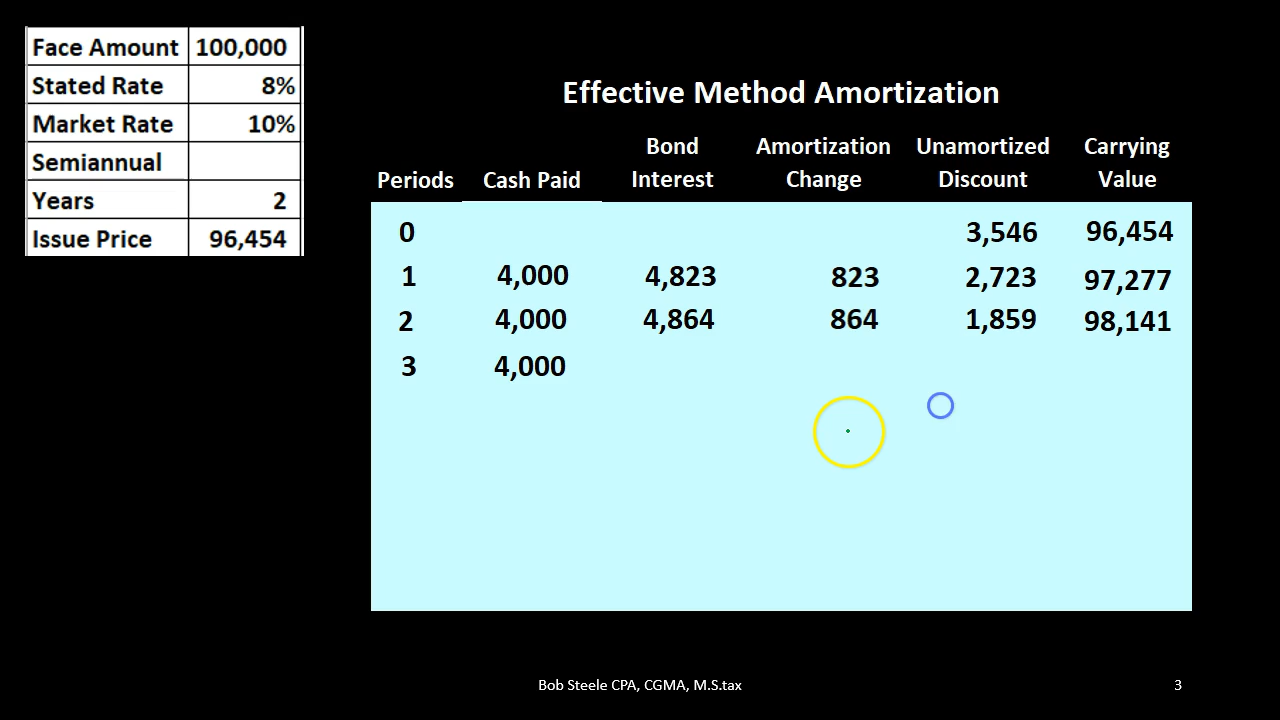 Face Amount 100,000
Stated Rate 8%
Market Rate 10%
Semiannual
Years 2
Issue Price 96,454
Effective Method Amortization
Periods Cash Paid Bond Interest Amortization Change Unamortized Discount Carrying Value
0 3,546 96,454
1 4,000 4,823 823 2,723 97,277
2 4,000 4,864 864 1,859 98,141
3 4,000
Bob Steele CPA, CGMA, M.S.tax 3